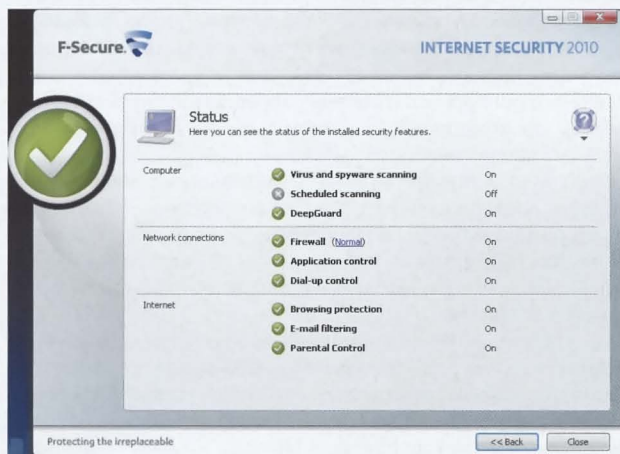 F-Secure.
INTERNET SECURITY 2010
Status
Here you can see the status of the installed security features.
Computer
Virus and spyware scanning On
Scheduled scanning Off
DeepGuard On
Network connections
Firewall (Normal) On
Application control On
Dial-up control On
Internet
Browsing protection On
E-mail filtering On
Parental Control On
Protecting the irreplaceable
<< Back
Close